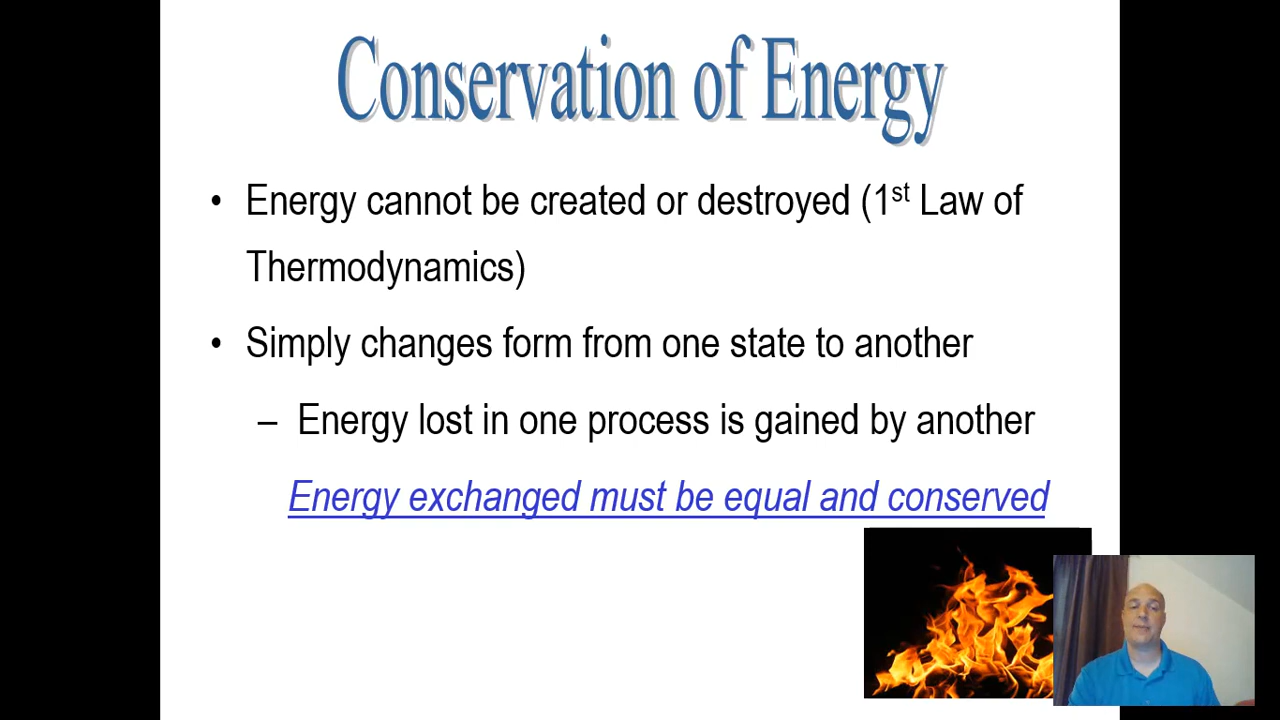 Conservation of Energy
• Energy cannot be created or destroyed (1st Law of
Thermodynamics)
• Simply changes form from one state to another
– Energy lost in one process is gained by another
Energy exchanged must be equal and conserved